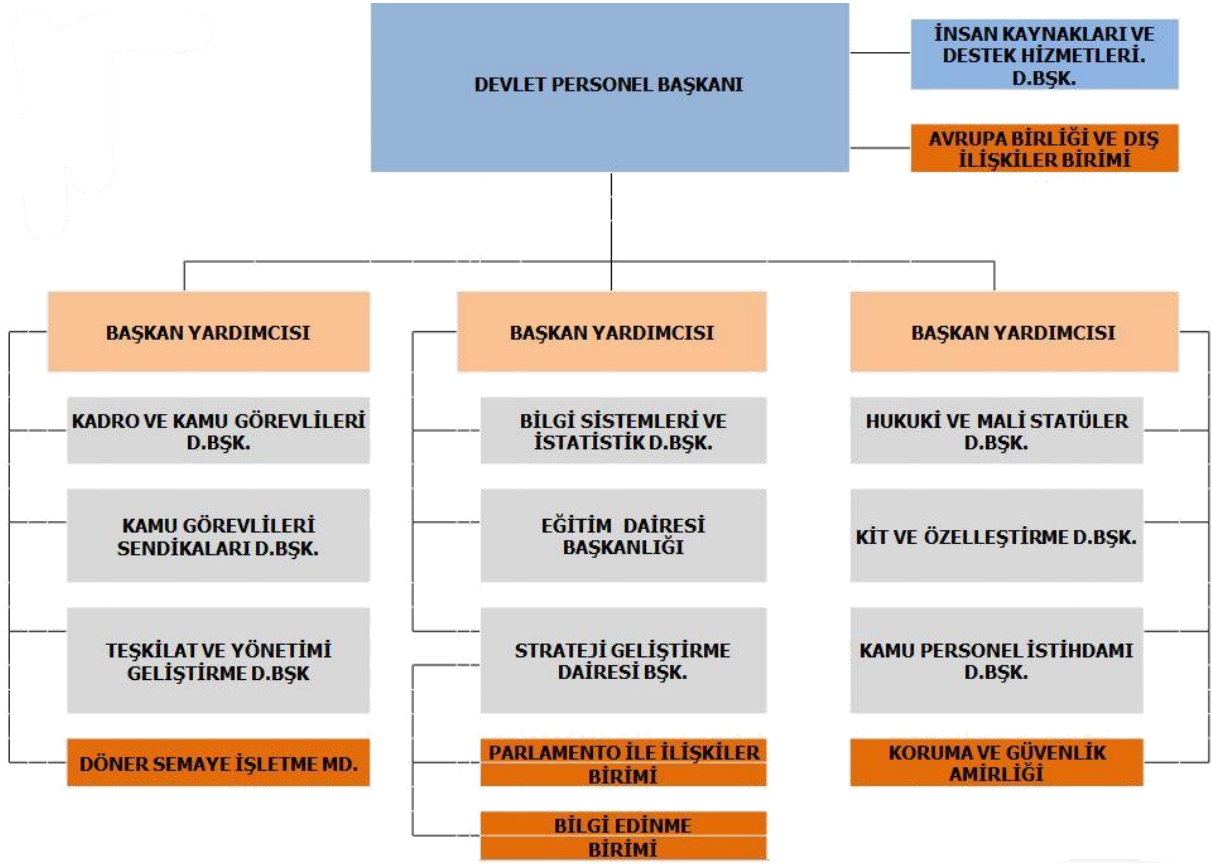 DEVLET PERSONEL BAŞKANI
İNSAN KAYNAKLARI VE
DESTEK HİZMETLERİ.
D.BŞK.
AVRUPA BİRLİĞİ VE DIŞ
İLİŞKİLER BİRİMİ
BAŞKAN YARDIMCISI
KADRO VE KAMU GÖREVLİLERİ
D.BŞK.
KAMU GÖREVLİLERİ
SENDİKALARI D.BŞK.
TEŞKİLAT VE YÖNETİMİ
GELİŞTİRME D.BŞK
DÖNER SEMAYE İŞLETME MD.
BAŞKAN YARDIMCISI
BİLGİ SİSTEMLERİ VE
İSTATİSTİK D.BŞK.
EĞİTİM DAİRESİ
BAŞKANLIĞI
STRATEJİ GELİŞTİRME
DAİRESİ BŞK.
PARLAMENTO İLE İLİŞKİLER
BİRİMİ
BİLGİ EDİNME
BİRİMİ
BAŞKAN YARDIMCISI
HUKUKİ VE MALİ STATÜLER
D.BŞK.
KİT VE ÖZELLEŞTİRME D.BŞK.
KAMU PERSONEL İSTİHDAMI
D.BŞK.
KORUMA VE GÜVENLİK
AMİRLİĞİ